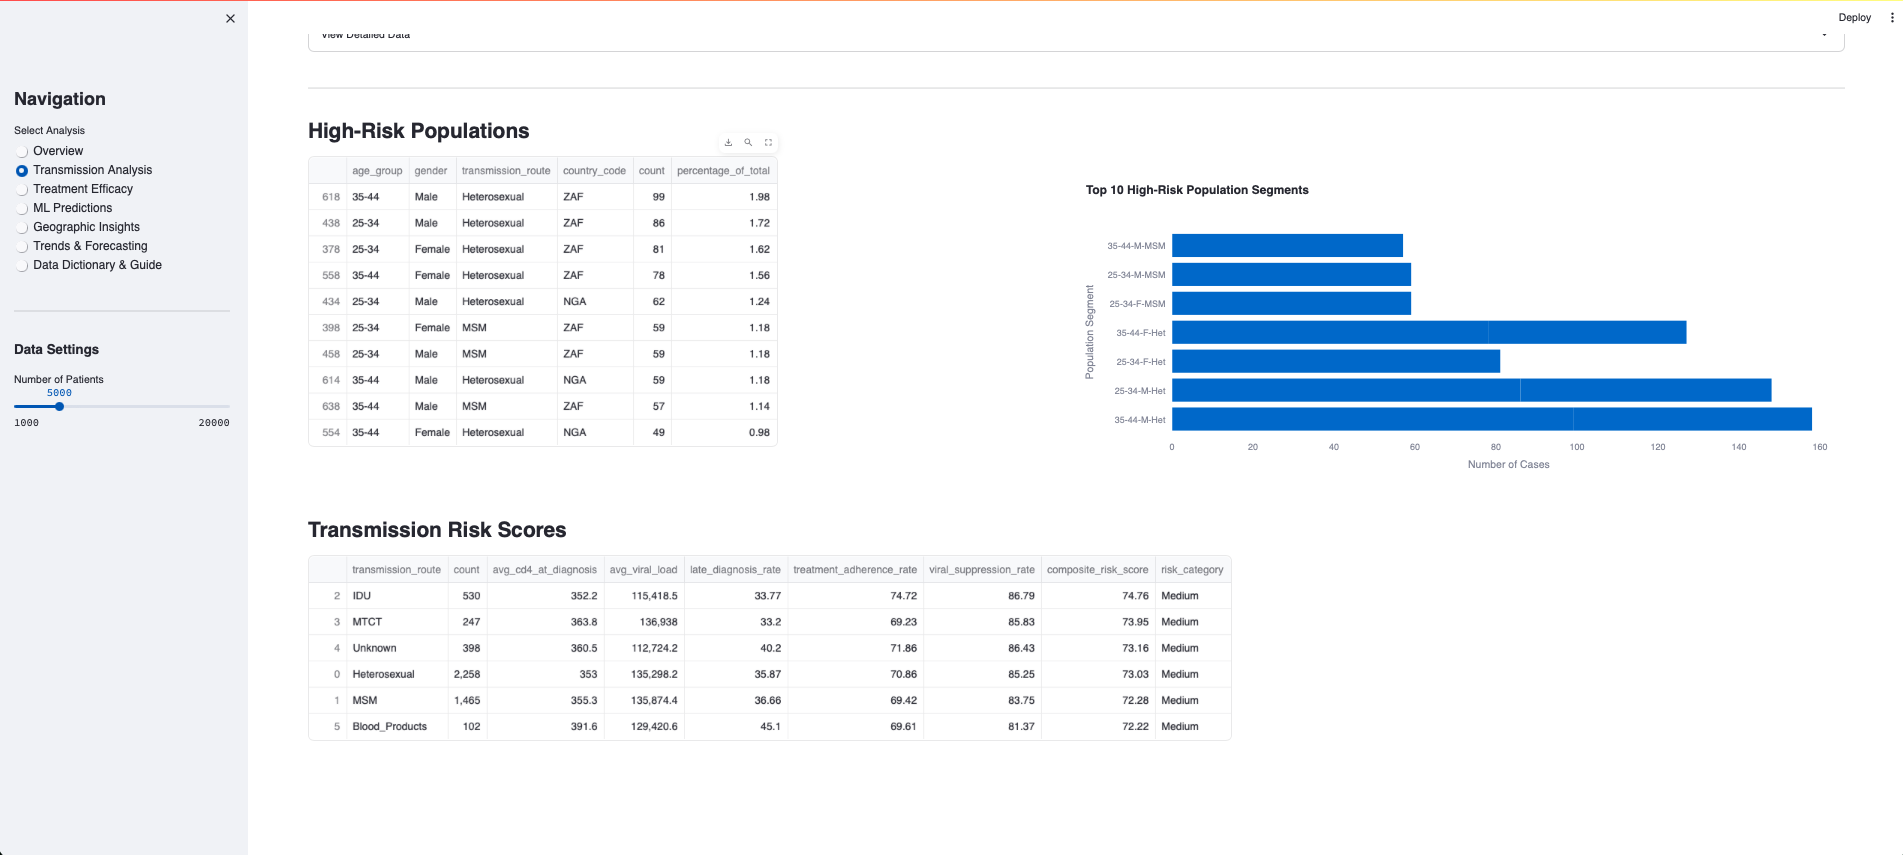 Deploy
View Detailed Data
Navigation
Select Analysis
Overview
Transmission Analysis
Treatment Efficacy
ML Predictions
Geographic Insights
Trends & Forecasting
Data Dictionary & Guide
Data Settings
Number of Patients
5000
1000 20000
High-Risk Populations
age_group gender transmission_route country_code count percentage_of_total
618 35-44 Male Heterosexual ZAF 99 1.98
438 25-34 Male Heterosexual ZAF 86 1.72
378 25-34 Female Heterosexual ZAF 81 1.62
558 35-44 Female Heterosexual ZAF 78 1.56
434 25-34 Male Heterosexual NGA 62 1.24
398 25-34 Female MSM ZAF 59 1.18
458 25-34 Male MSM ZAF 59 1.18
614 35-44 Male Heterosexual NGA 59 1.18
638 35-44 Male MSM ZAF 57 1.14
554 35-44 Female Heterosexual NGA 49 0.98
Top 10 High-Risk Population Segments
Population Segment
35-44-M-MSM
25-34-M-MSM
25-34-F-MSM
35-44-F-Het
25-34-F-Het
25-34-M-Het
35-44-M-Het
0 20 40 60 80 100 120 140 160
Number of Cases
Transmission Risk Scores
transmission_route count avg_cd4_at_diagnosis avg_viral_load late_diagnosis_rate treatment_adherence_rate viral_suppression_rate composite_risk_score risk_category
2 IDU 530 352.2 115,418.5 33.77 74.72 86.79 74.76 Medium
3 MTCT 247 363.8 136,938 33.2 69.23 85.83 73.95 Medium
4 Unknown 398 360.5 112,724.2 40.2 71.86 86.43 73.16 Medium
0 Heterosexual 2,258 353 135,298.2 35.87 70.86 85.25 73.03 Medium
1 MSM 1,465 355.3 135,874.4 36.66 69.42 83.75 72.28 Medium
5 Blood_Products 102 391.6 129,420.6 45.1 69.61 81.37 72.22 Medium